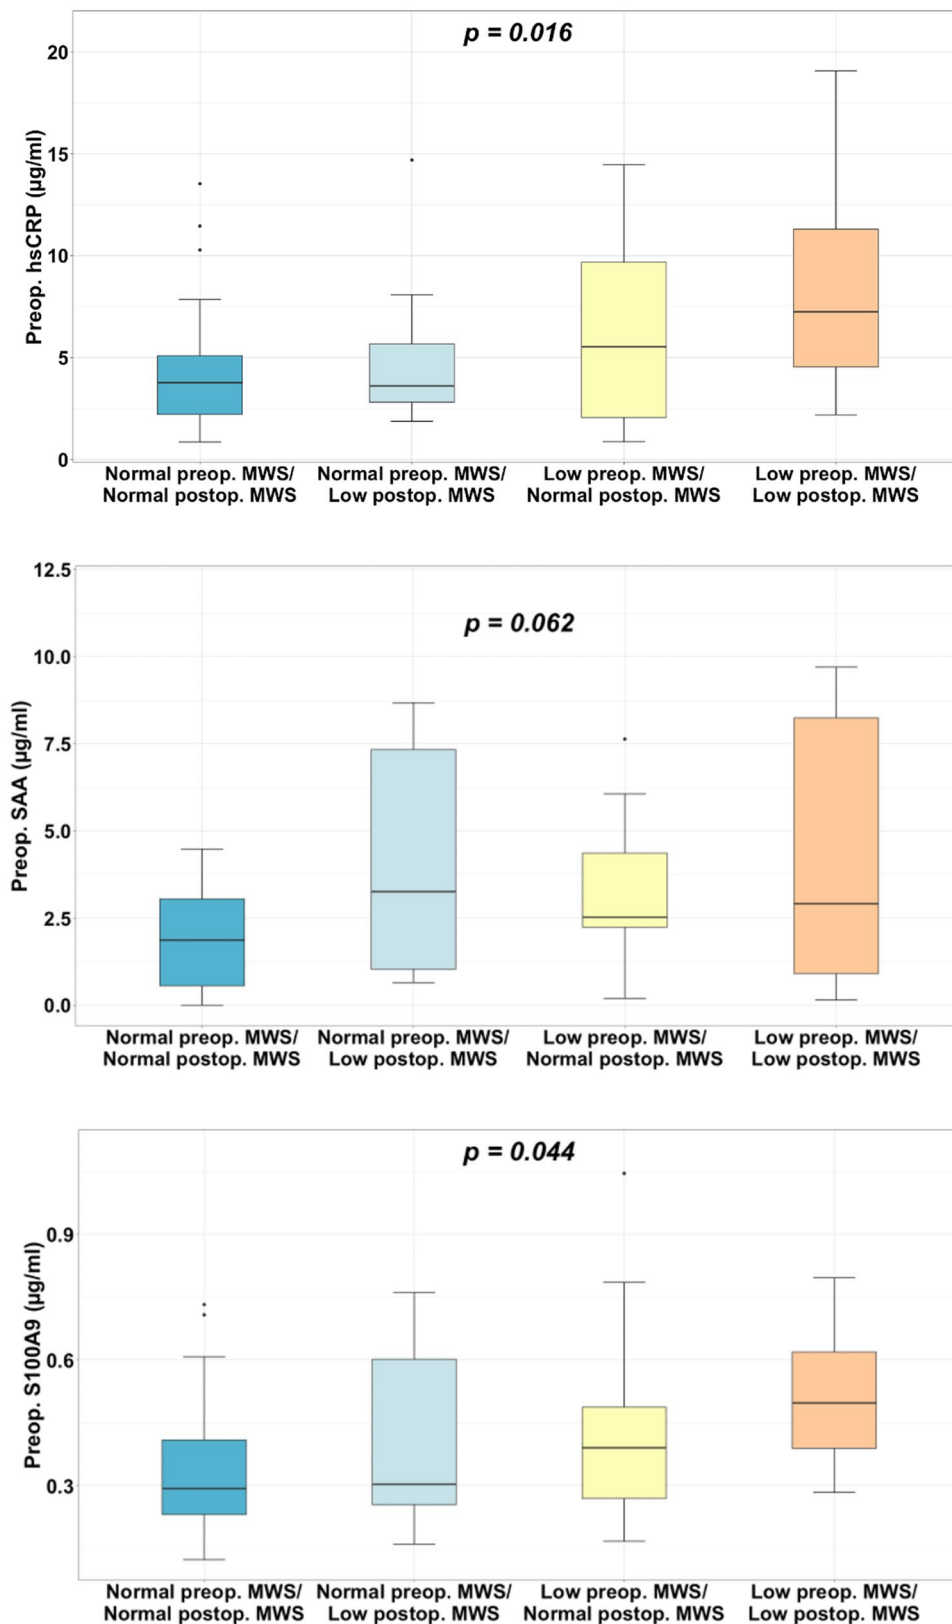 p = 0.016
Preop. hsCRP (µg/ml)
20
15
10
5
0
Normal preop. MWS/
Normal postop. MWS
Normal preop. MWS/
Low postop. MWS
Low preop. MWS/
Normal postop. MWS
Low preop. MWS/
Low postop. MWS
p = 0.062
Preop. SAA (µg/ml)
12.5
10.0
7.5
5.0
2.5
0.0
Normal preop. MWS/
Normal postop. MWS
Normal preop. MWS/
Low postop. MWS
Low preop. MWS/
Normal postop. MWS
Low preop. MWS/
Low postop. MWS
p = 0.044
Preop. S100A9 (µg/ml)
0.9
0.6
0.3
Normal preop. MWS/
Normal postop. MWS
Normal preop. MWS/
Low postop. MWS
Low preop. MWS/
Normal postop. MWS
Low preop. MWS/
Low postop. MWS